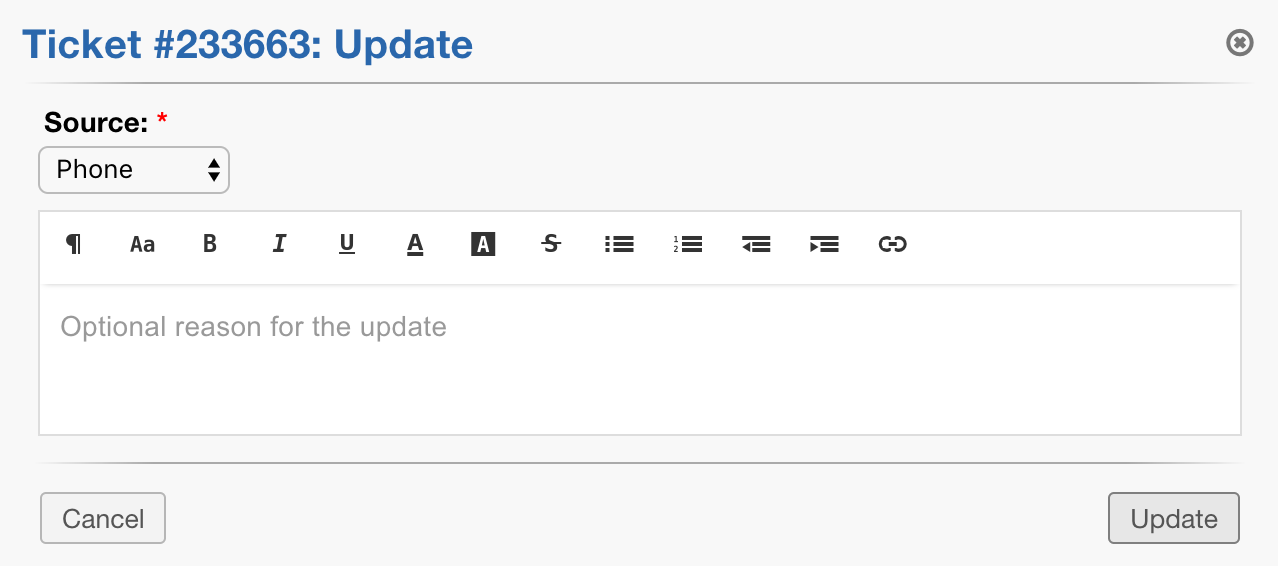 Ticket #233663: Update
Source: *
Phone
¶ Aa B I U A A S
Optional reason for the update
Cancel
Update